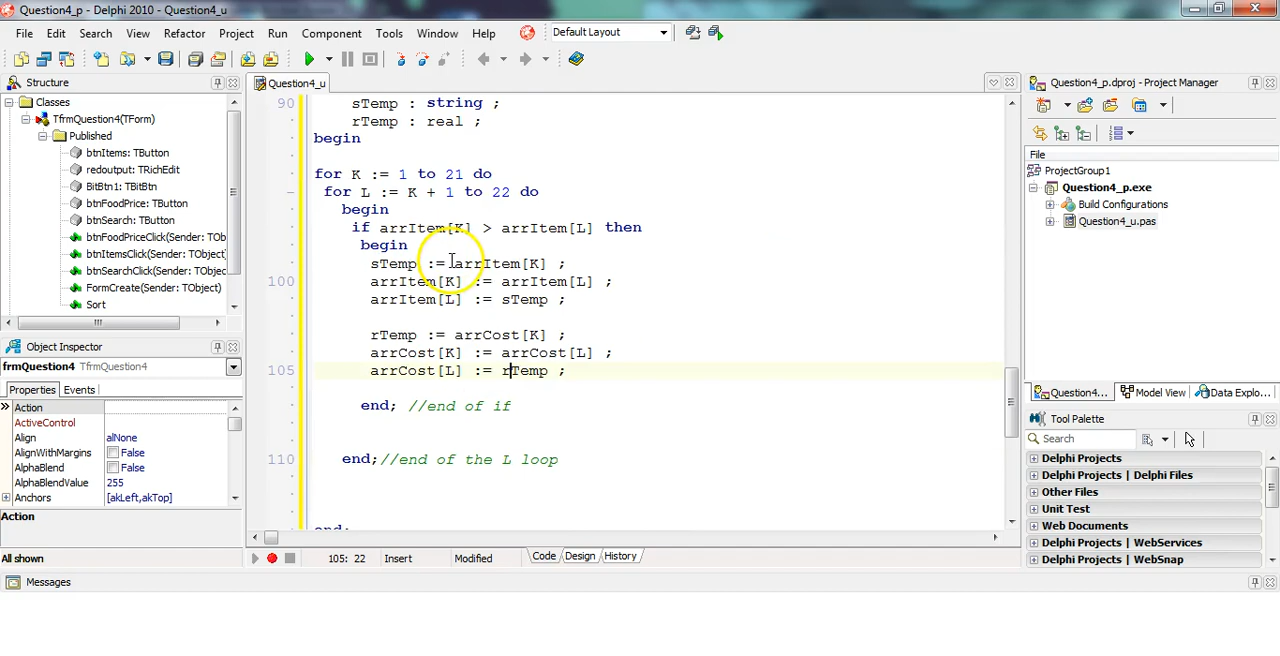 Question4_p - Delphi 2010 - Question4_u
File Edit Search View Refactor Project Run Component Tools Window Help Default Layout
Structure
Classes
TfrmQuestion4(TForm)
Published
btnItems: TButton
redoutput: TRichEdit
BitBtn1: TBitBtn
btnFoodPrice: TButton
btnSearch: TButton
btnFoodPriceClick(Sender: TOb
btnItemsClick(Sender: TObject)
btnSearchClick(Sender: TObjec
FormCreate(Sender: TObject)
Sort
Object Inspector
frmQuestion4 TfrmQuestion4
Properties Events
Action
ActiveControl
Align alNone
AlignWithMargins False
AlphaBlend False
AlphaBlendValue 255
Anchors [akLeft,akTop]
Action
All shown
Question4_u
90 sTemp : string ;
rTemp : real ;
begin
for K := 1 to 21 do
for L := K + 1 to 22 do
begin
if arrItem[K] > arrItem[L] then
begin
sTemp := arrItem[K] ;
100 arrItem[K] := arrItem[L] ;
arrItem[L] := sTemp ;
rTemp := arrCost[K] ;
arrCost[K] := arrCost[L] ;
105 arrCost[L] := rTemp ;
end; //end of if
110 end;//end of the L loop
end;
105: 22 Insert Modified Code Design History
Question4_p.dproj - Project Manager
File
ProjectGroup1
Question4_p.exe
Build Configurations
Question4_u.pas
Question4... Model View Data Explo...
Tool Palette
Search
Delphi Projects
Delphi Projects | Delphi Files
Other Files
Unit Test
Web Documents
Delphi Projects | WebServices
Delphi Projects | WebSnap
Messages